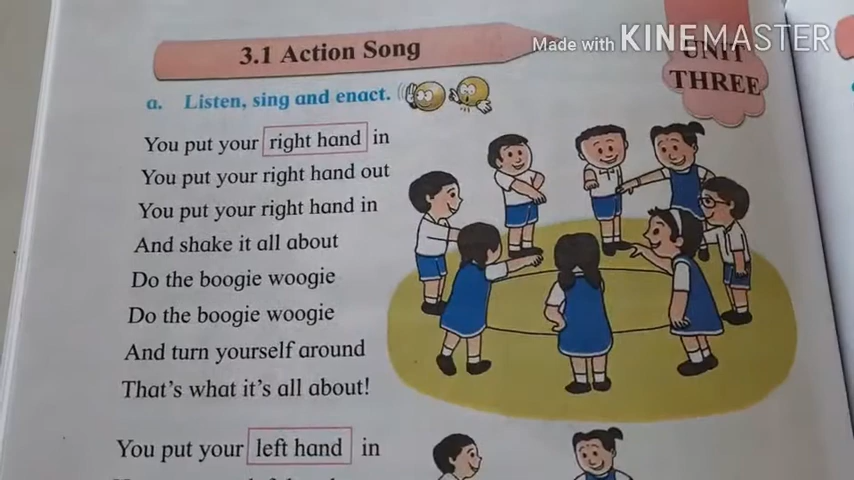 Made with KINEMASTER
UNIT
THREE
3.1 Action Song
a. Listen, sing and enact.
You put your right hand in
You put your right hand out
You put your right hand in
And shake it all about
Do the boogie woogie
Do the boogie woogie
And turn yourself around
That's what it's all about!
You put your left hand in